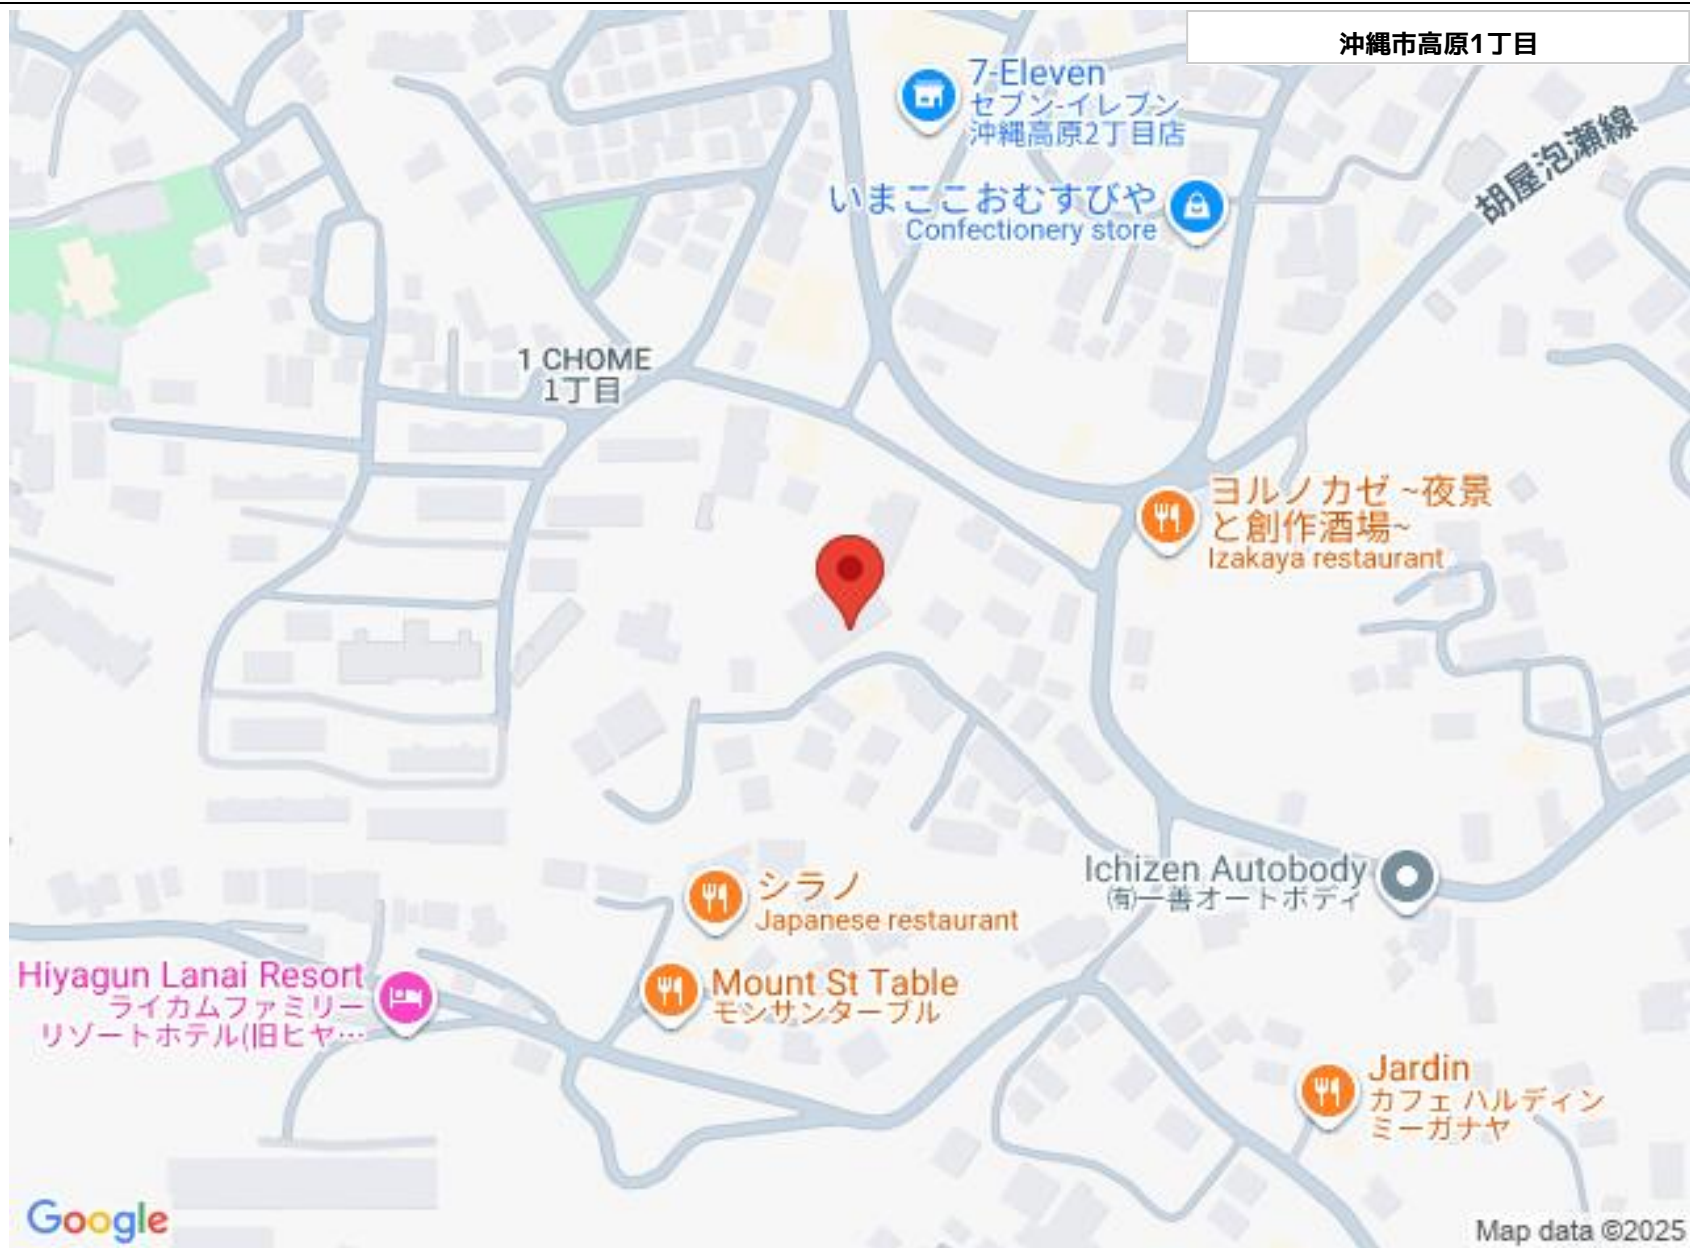 沖縄市高原1丁目
7-Eleven
セブン-イレブン
沖縄高原2丁目店
胡屋泡瀬線
いまここおむすびや
Confectionery store
1 CHOME
1丁目
ヨルノカゼ ~夜景
と創作酒場~
Izakaya restaurant
Ichizen Autobody
㈲一善オートボディ
シラノ
Japanese restaurant
Hiyagun Lanai Resort
ライカムファミリー
リゾートホテル(旧ヒヤ…
Mount St Table
モンサンターブル
Jardin
カフェ ハルディン
ミーガナヤ
Google
Map data ©2025